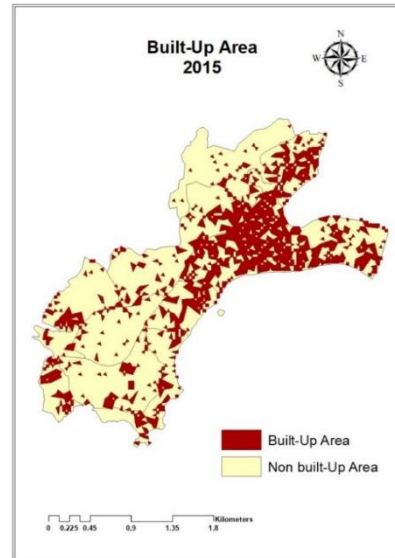 Built-Up Area
2015
N
W E
S
Built-Up Area
Non built-Up Area
Kilometers
0 0.225 0.45 0.9 1.35 1.8